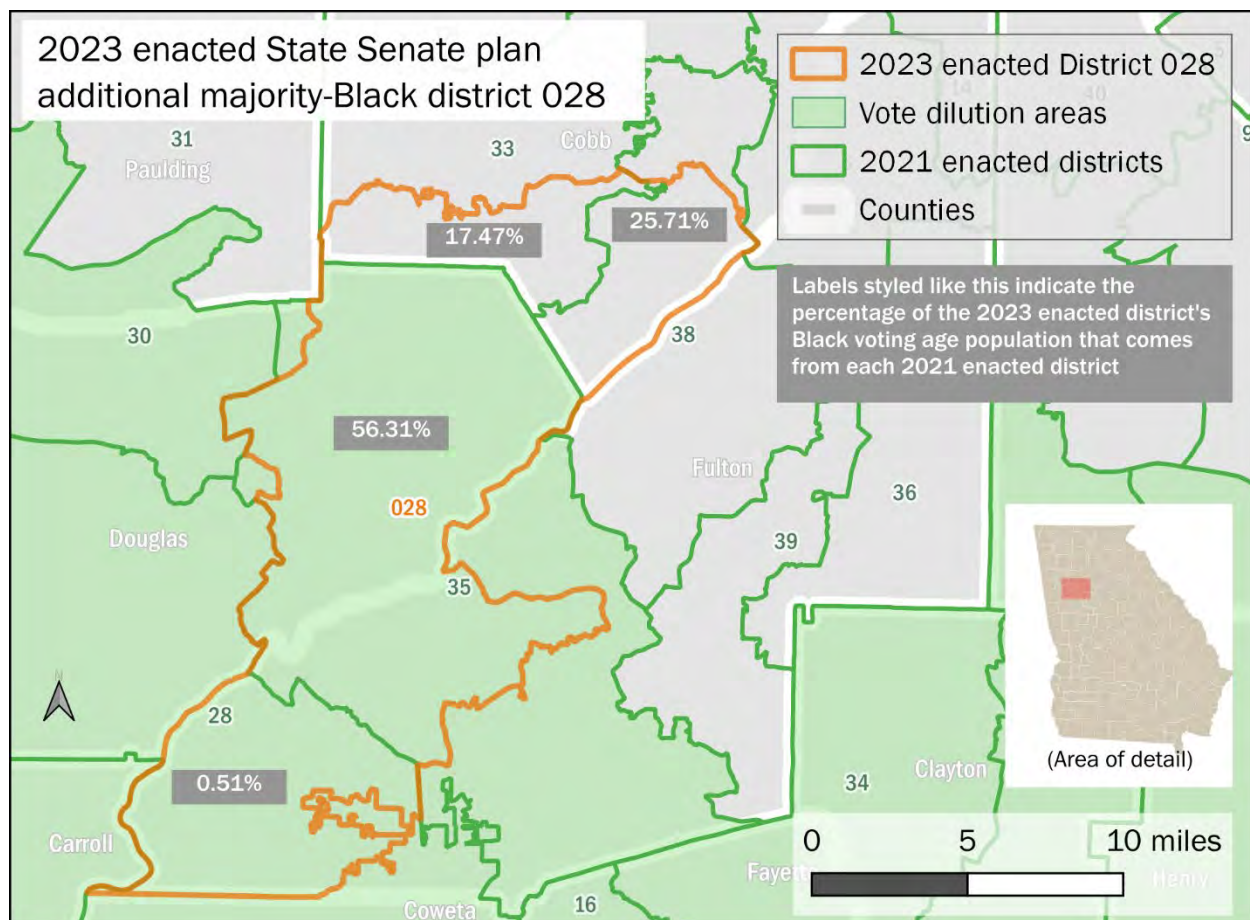 2023 enacted State Senate plan
additional majority-Black district 028
2023 enacted District 028
Vote dilution areas
2021 enacted districts
Counties
Labels styled like this indicate the
percentage of the 2023 enacted district's
Black voting age population that comes
from each 2021 enacted district
14
40
9
31
Paulding
33
Cobb
17.47%
25.71%
30
38
56.31%
Fulton
36
028
Douglas
39
35
28
0.51%
34
Clayton
(Area of detail)
Carroll
0 5 10 miles
Henry
16
Coweta